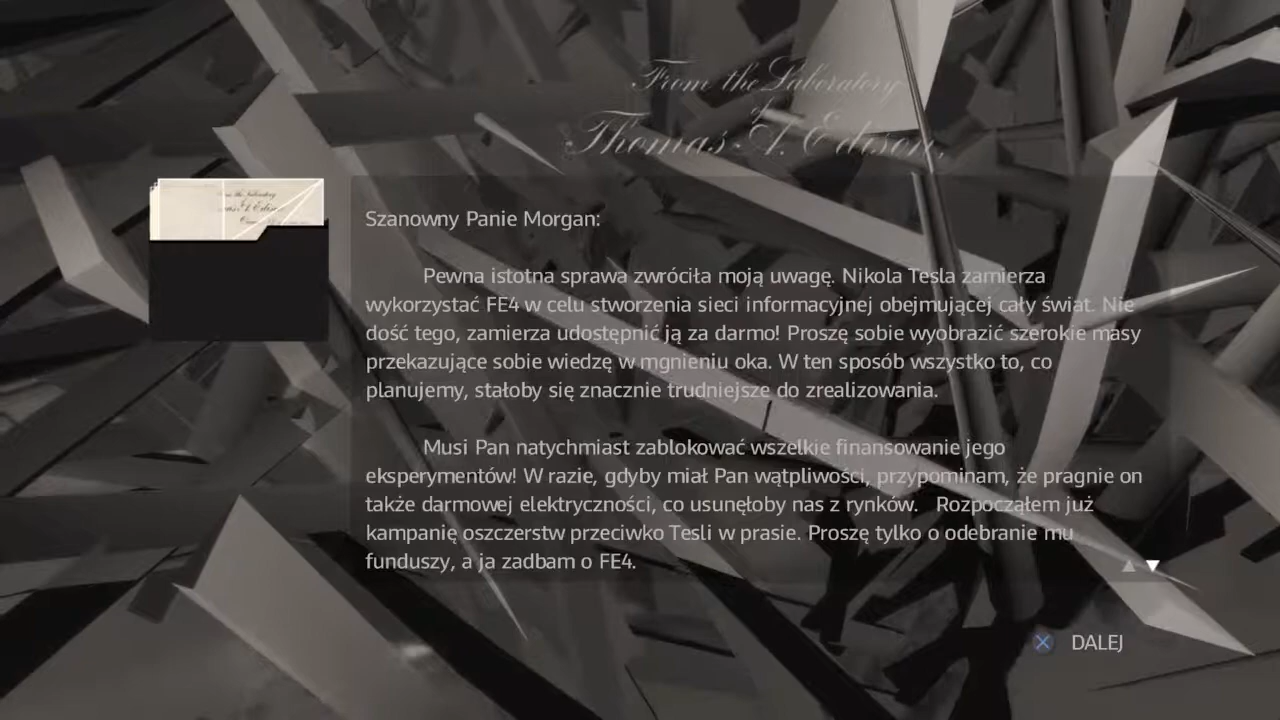 From the Laboratory
of
Thomas A. Edison,
Szanowny Panie Morgan:
Pewna istotna sprawa zwróciła moją uwagę. Nikola Tesla zamierza
wykorzystać FE4 w celu stworzenia sieci informacyjnej obejmującej cały świat. Nie
dość tego, zamierza udostępnić ją za darmo! Proszę sobie wyobrazić szerokie masy
przekazujące sobie wiedzę w mgnieniu oka. W ten sposób wszystko to, co
planujemy, stałoby się znacznie trudniejsze do zrealizowania.
Musi Pan natychmiast zablokować wszelkie finansowanie jego
eksperymentów! W razie, gdyby miał Pan wątpliwości, przypominam, że pragnie on
także darmowej elektryczności, co usunęłoby nas z rynków. Rozpocząłem już
kampanię oszczerstw przeciwko Tesli w prasie. Proszę tylko o odebranie mu
funduszy, a ja zadbam o FE4.
DALEJ